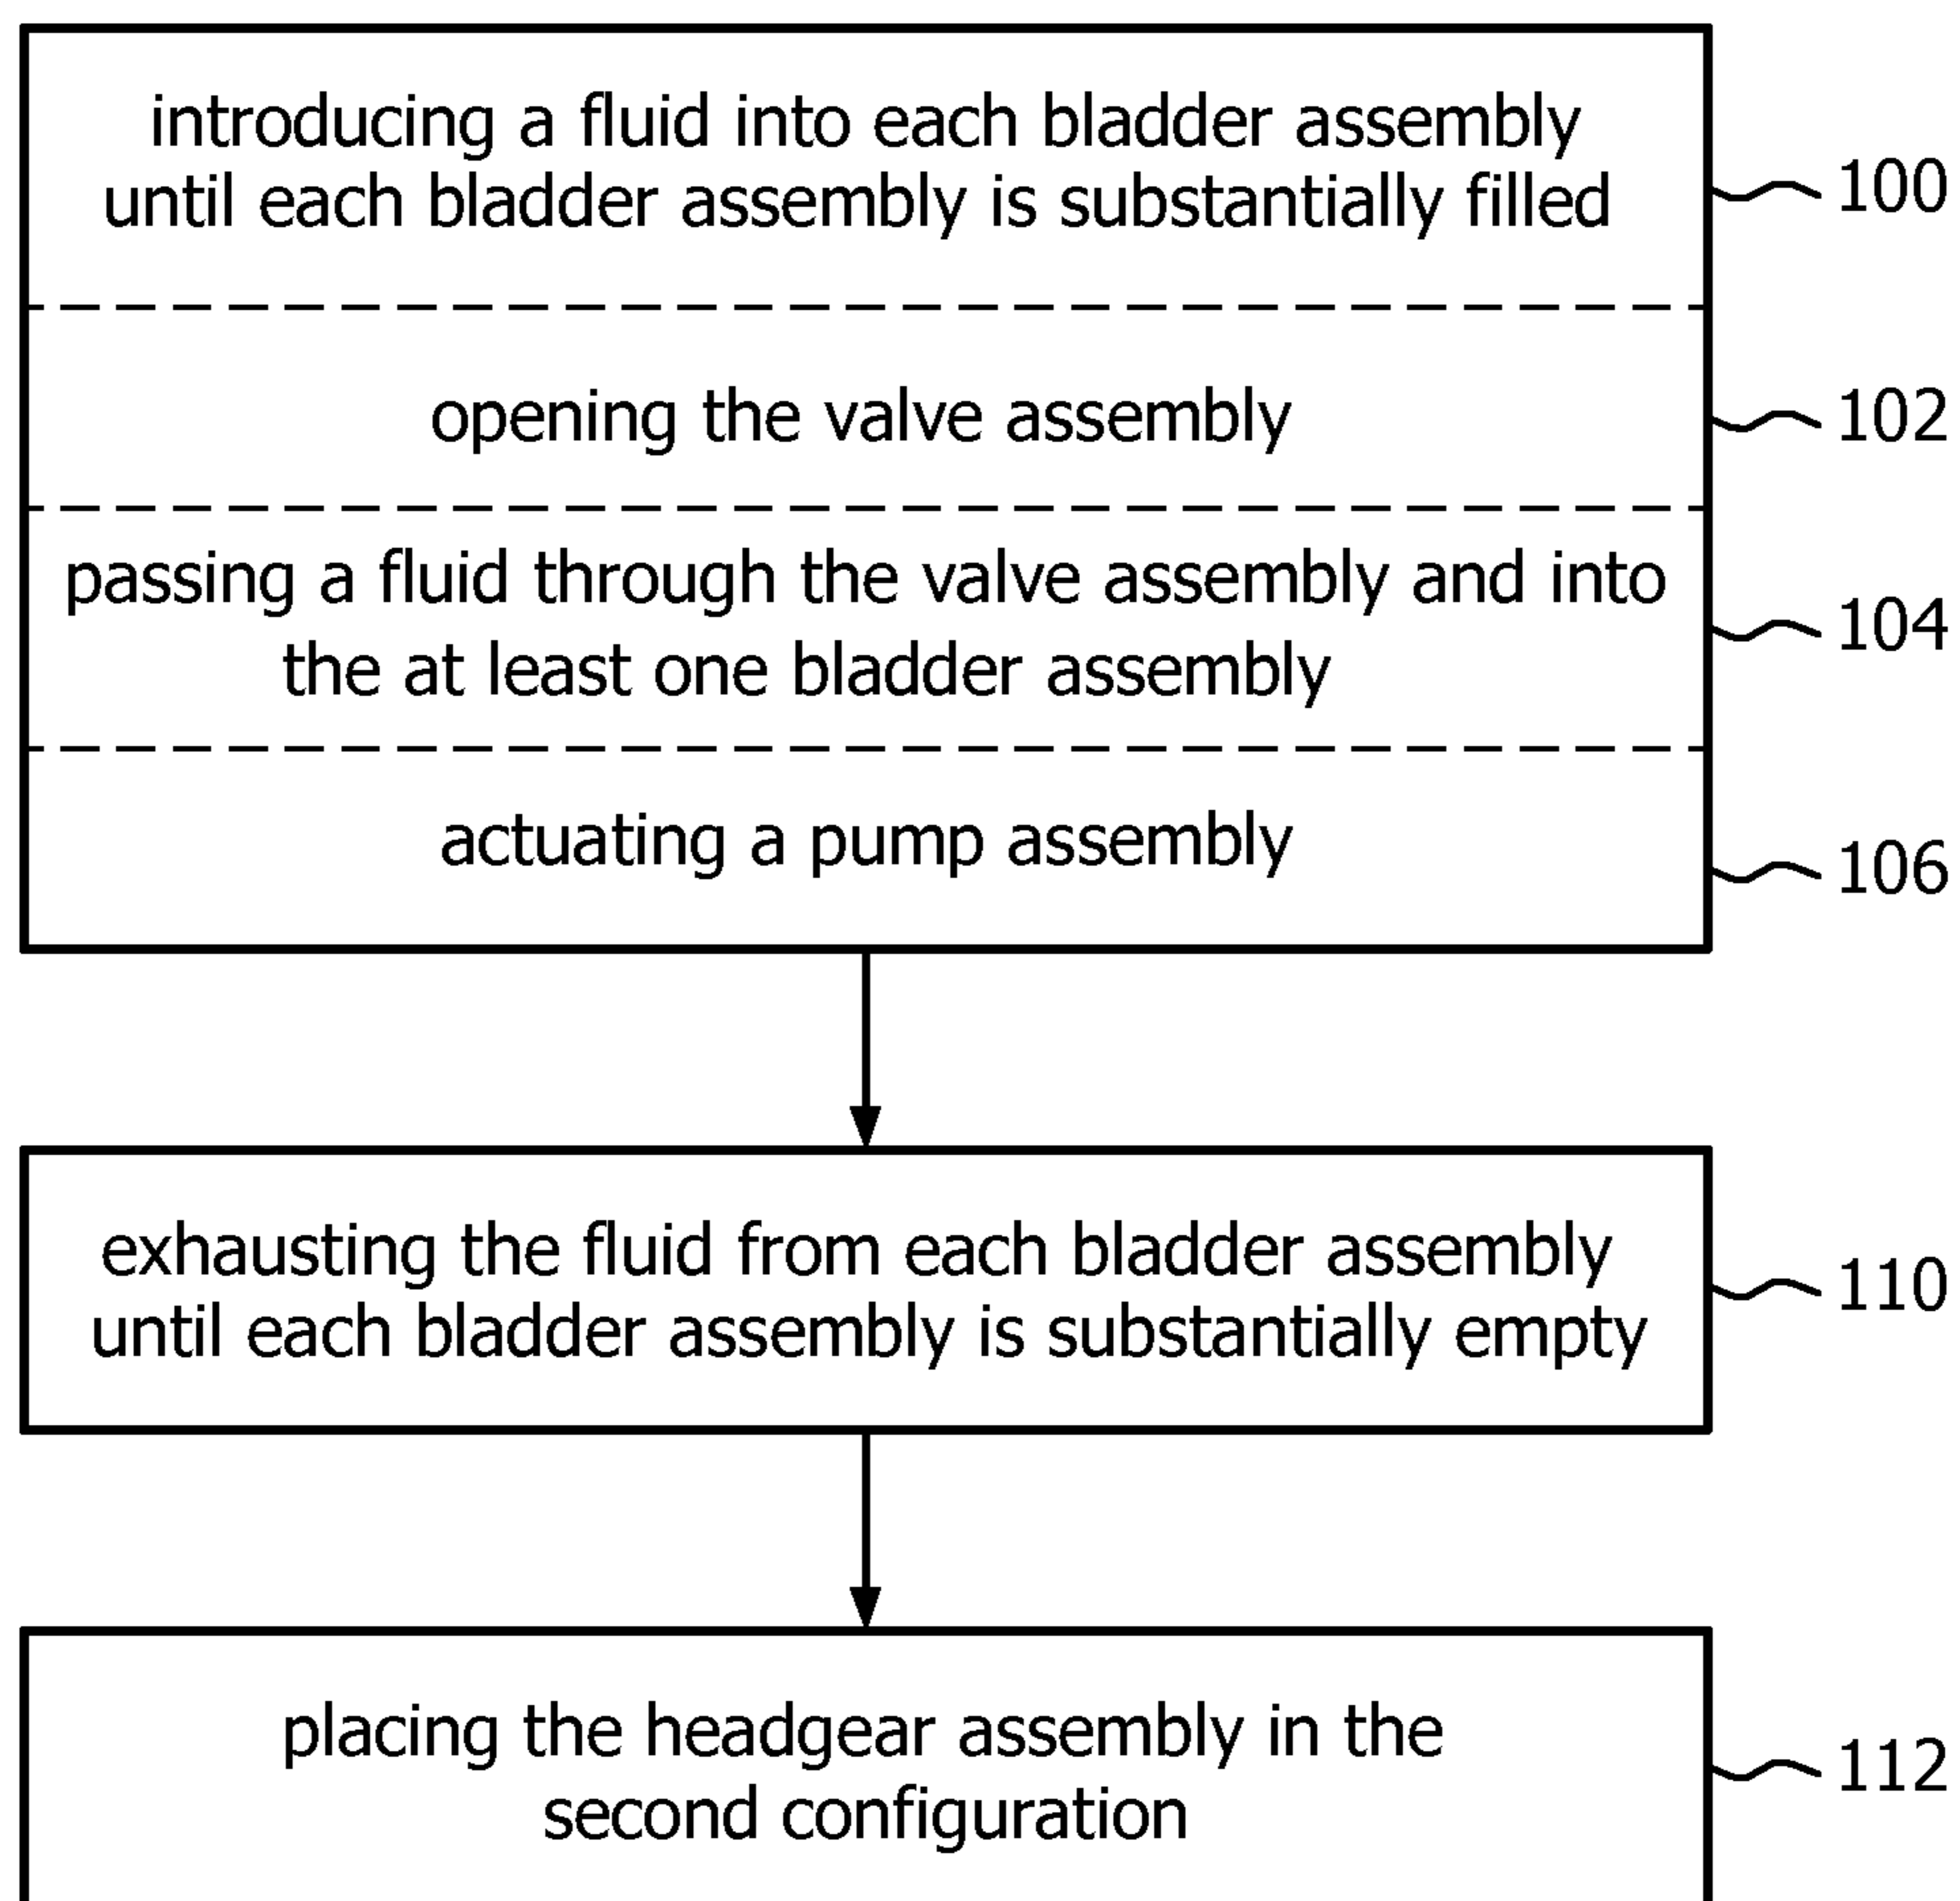 introducing a fluid into each bladder assembly
until each bladder assembly is substantially filled
100
opening the valve assembly
102
passing a fluid through the valve assembly and into
the at least one bladder assembly
104
actuating a pump assembly
106
exhausting the fluid from each bladder assembly
until each bladder assembly is substantially empty
110
placing the headgear assembly in the
second configuration
112